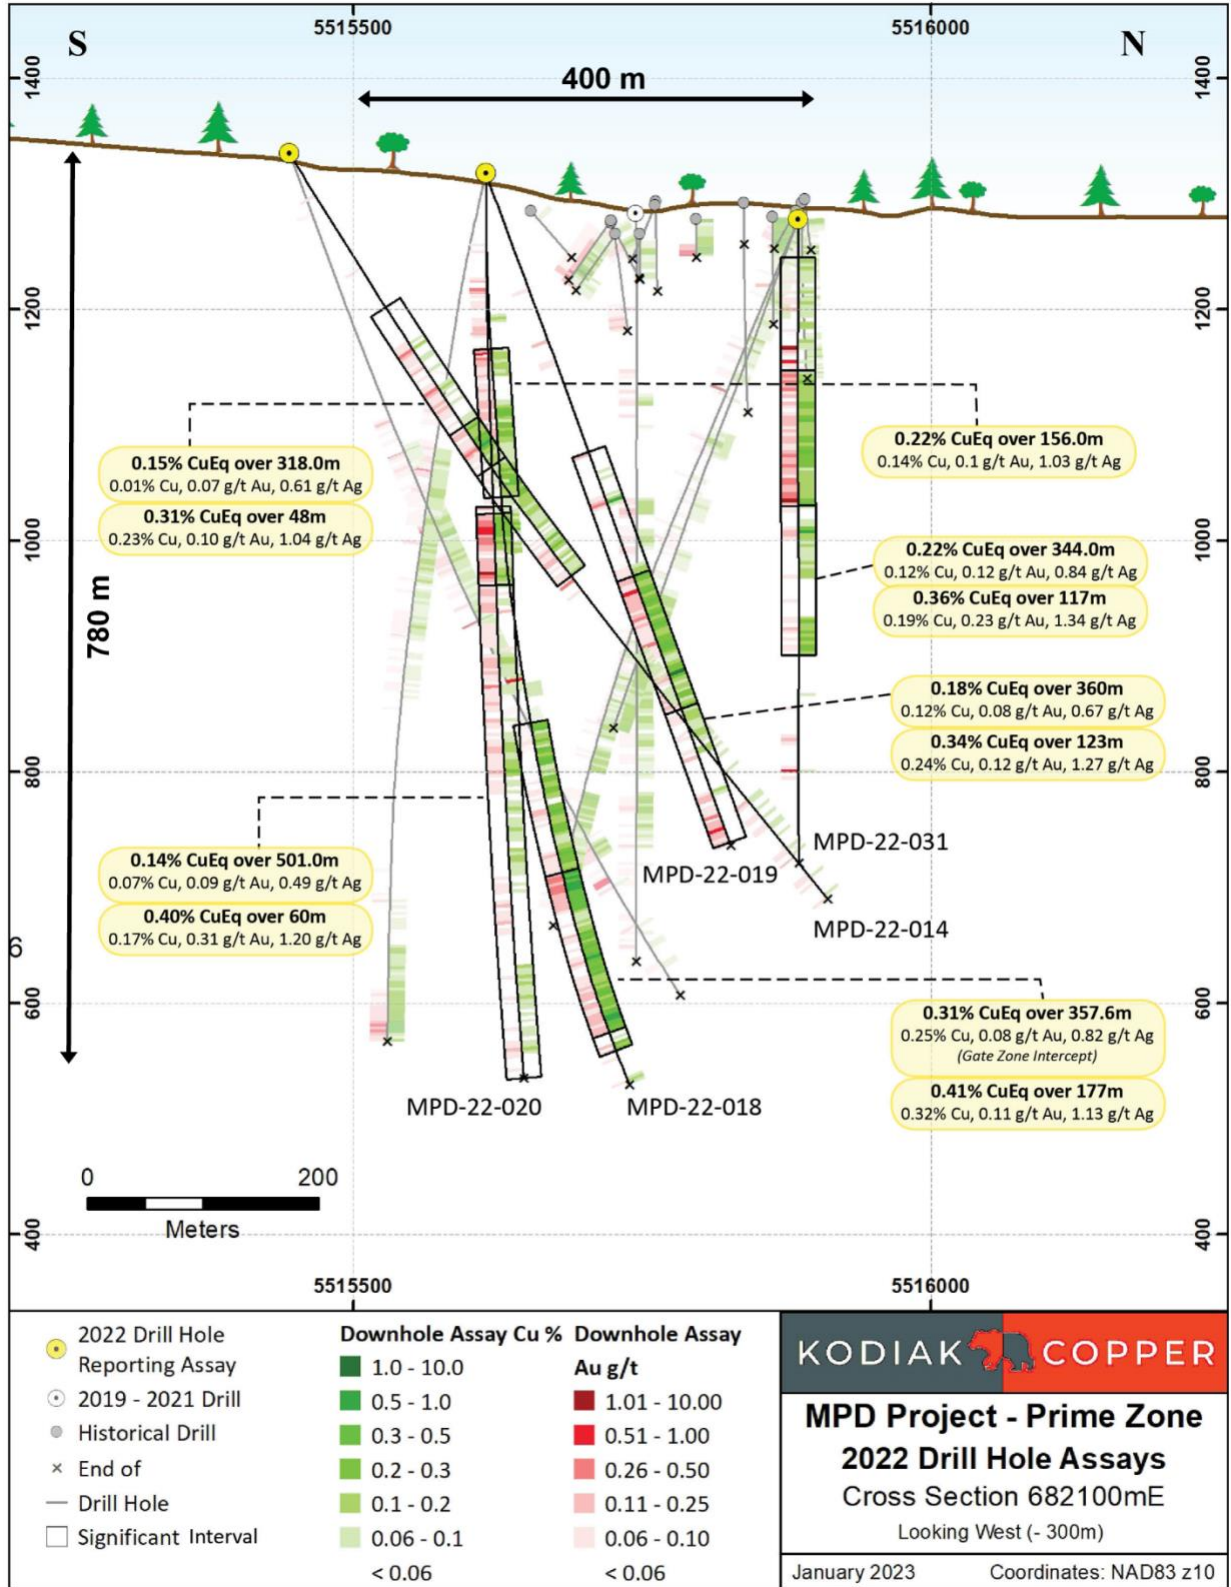 5515500
5516000
S
N
400 m
1400
1400
1200
1200
1000
1000
800
800
600
600
400
400
780 m
0.15% CuEq over 318.0m
0.01% Cu, 0.07 g/t Au, 0.61 g/t Ag
0.31% CuEq over 48m
0.23% Cu, 0.10 g/t Au, 1.04 g/t Ag
0.22% CuEq over 156.0m
0.14% Cu, 0.1 g/t Au, 1.03 g/t Ag
0.22% CuEq over 344.0m
0.12% Cu, 0.12 g/t Au, 0.84 g/t Ag
0.36% CuEq over 117m
0.19% Cu, 0.23 g/t Au, 1.34 g/t Ag
0.18% CuEq over 360m
0.12% Cu, 0.08 g/t Au, 0.67 g/t Ag
0.34% CuEq over 123m
0.24% Cu, 0.12 g/t Au, 1.27 g/t Ag
0.14% CuEq over 501.0m
0.07% Cu, 0.09 g/t Au, 0.49 g/t Ag
0.40% CuEq over 60m
0.17% Cu, 0.31 g/t Au, 1.20 g/t Ag
6
MPD-22-031
MPD-22-019
MPD-22-014
0.31% CuEq over 357.6m
0.25% Cu, 0.08 g/t Au, 0.82 g/t Ag
(Gate Zone Intercept)
0.41% CuEq over 177m
0.32% Cu, 0.11 g/t Au, 1.13 g/t Ag
MPD-22-020
MPD-22-018
0
200
Meters
5515500
5516000
2022 Drill Hole
Reporting Assay
2019 - 2021 Drill
Historical Drill
End of
Drill Hole
Significant Interval
Downhole Assay Cu %
1.0 - 10.0
0.5 - 1.0
0.3 - 0.5
0.2 - 0.3
0.1 - 0.2
0.06 - 0.1
< 0.06
Downhole Assay
Au g/t
1.01 - 10.00
0.51 - 1.00
0.26 - 0.50
0.11 - 0.25
0.06 - 0.10
< 0.06
KODIAK COPPER
MPD Project - Prime Zone
2022 Drill Hole Assays
Cross Section 682100mE
Looking West (- 300m)
January 2023
Coordinates: NAD83 z10